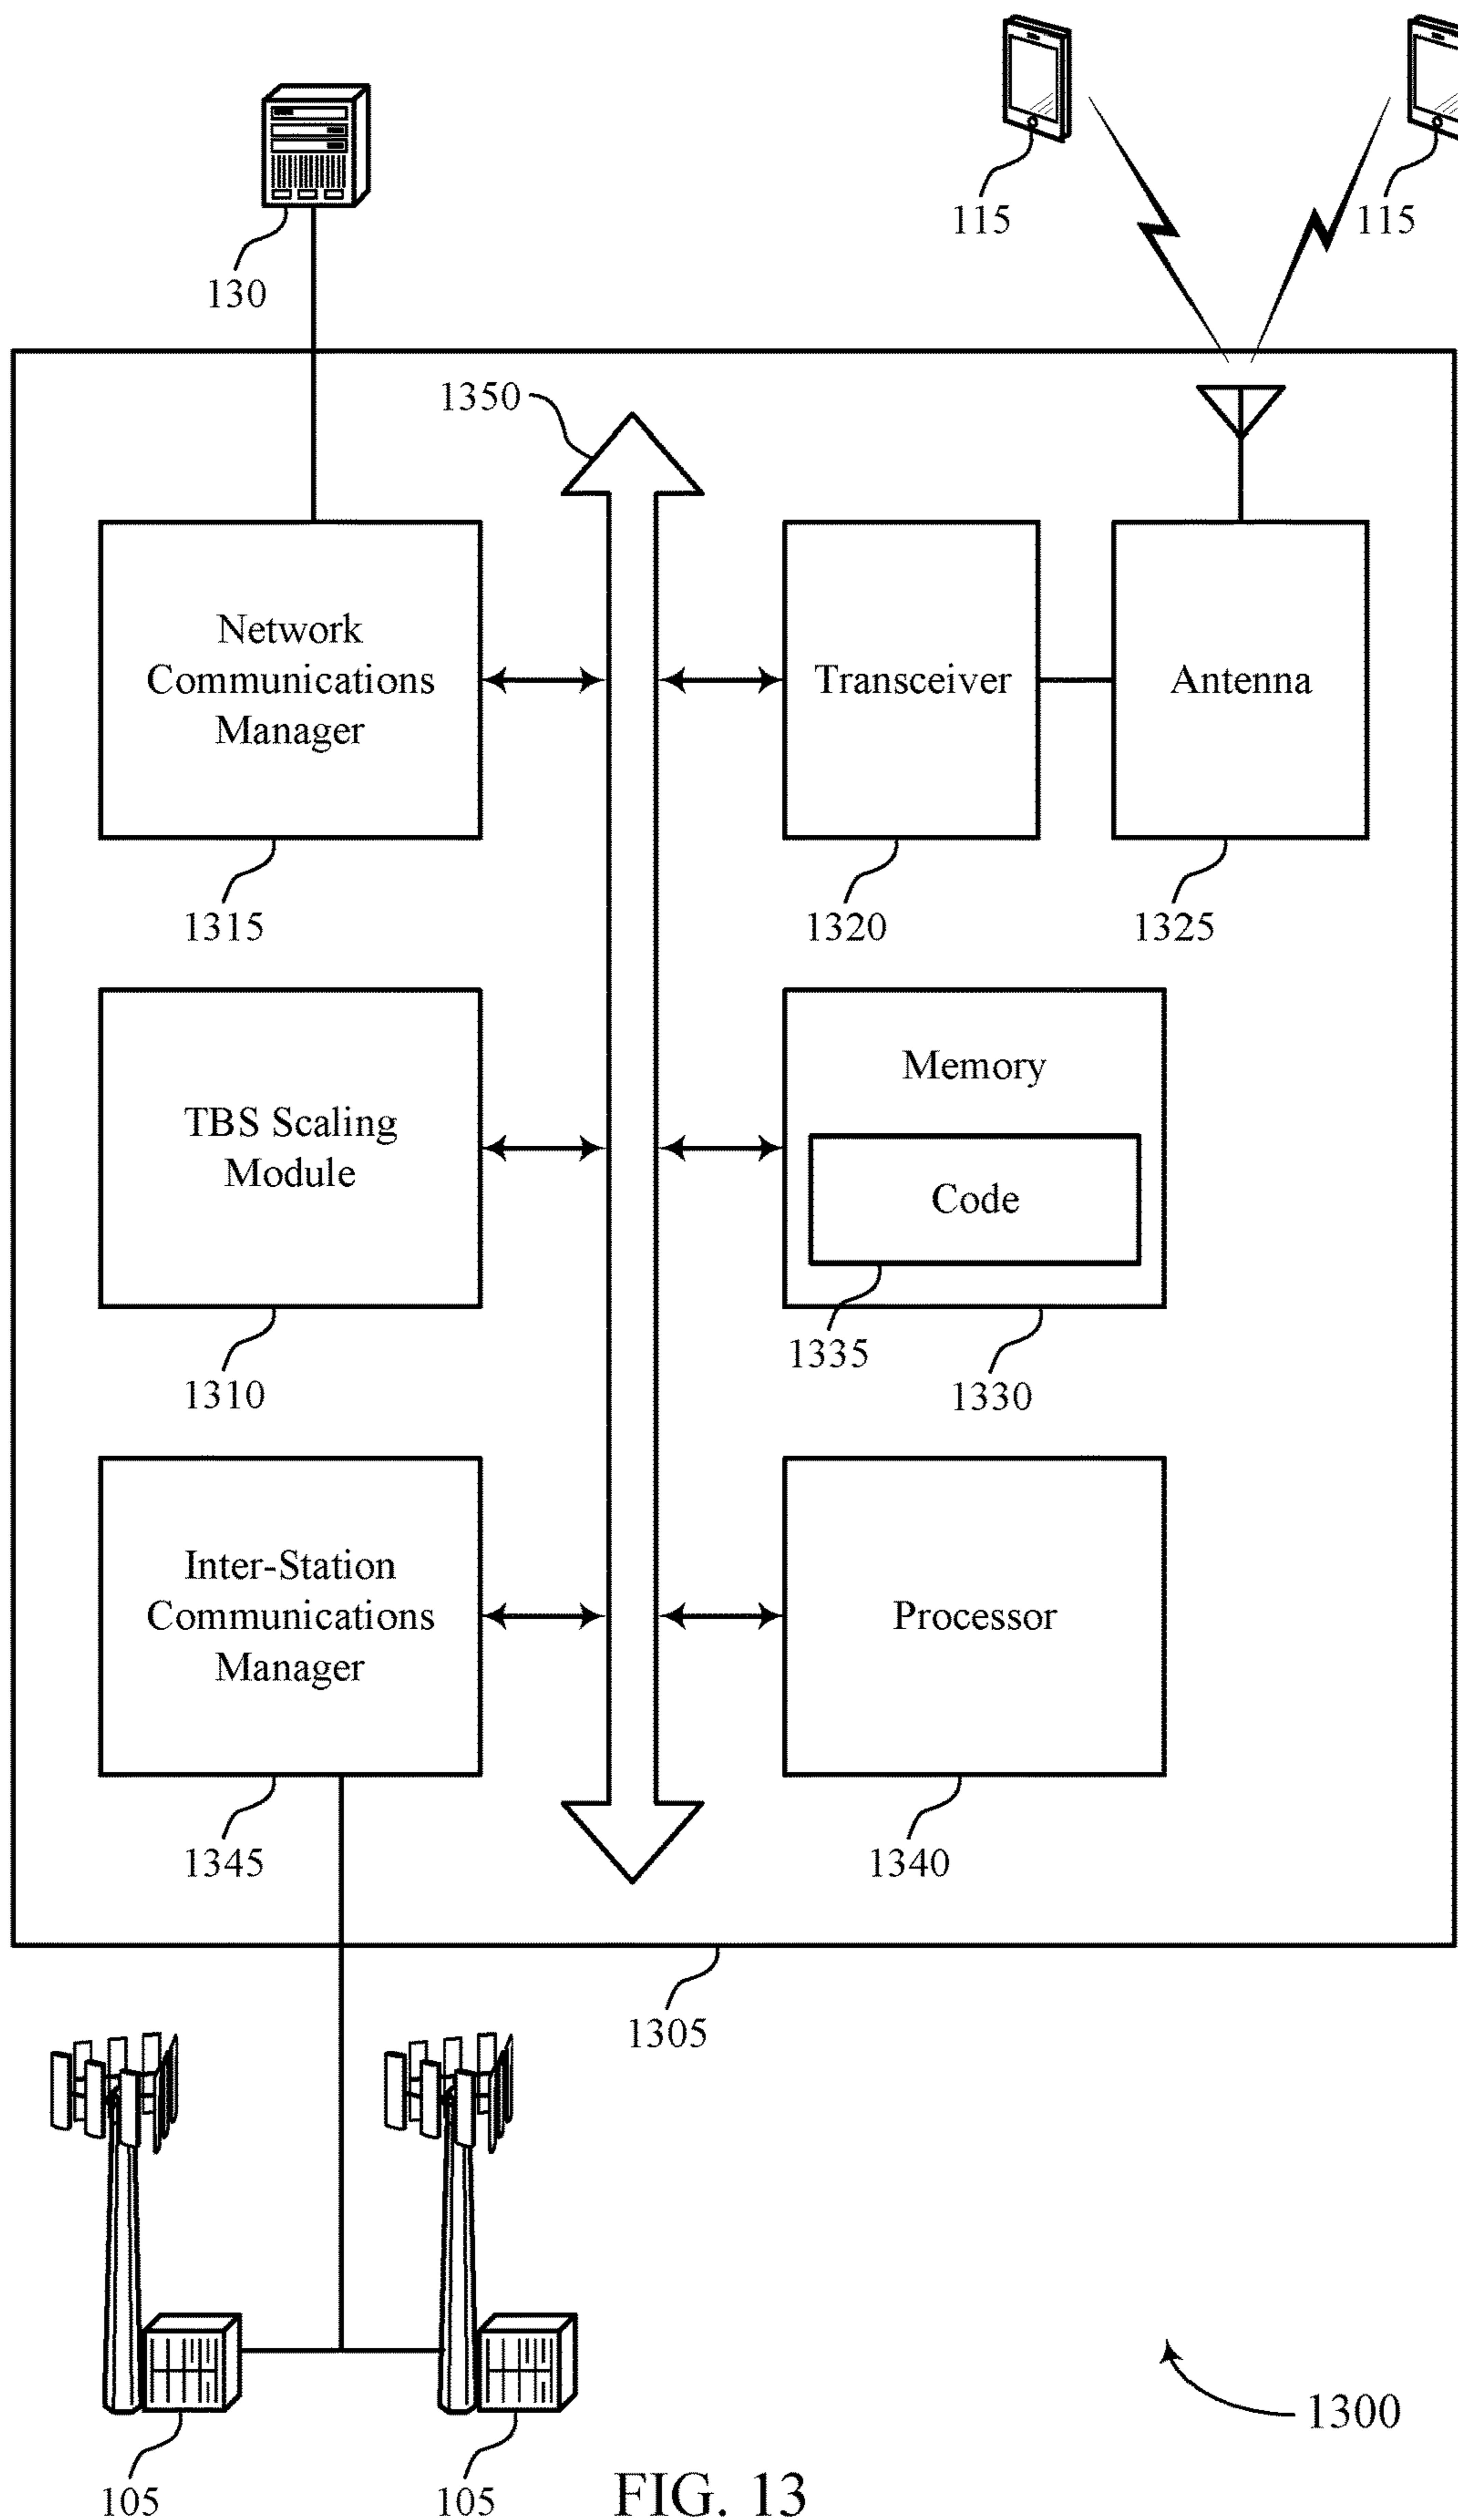 115
115
130
1350
Network
Communications
Manager
Transceiver
Antenna
1315
1320
1325
TBS Scaling
Module
Memory
Code
1335
1310
1330
Inter-Station
Communications
Manager
Processor
1345
1340
1305
1300
105
105
FIG. 13